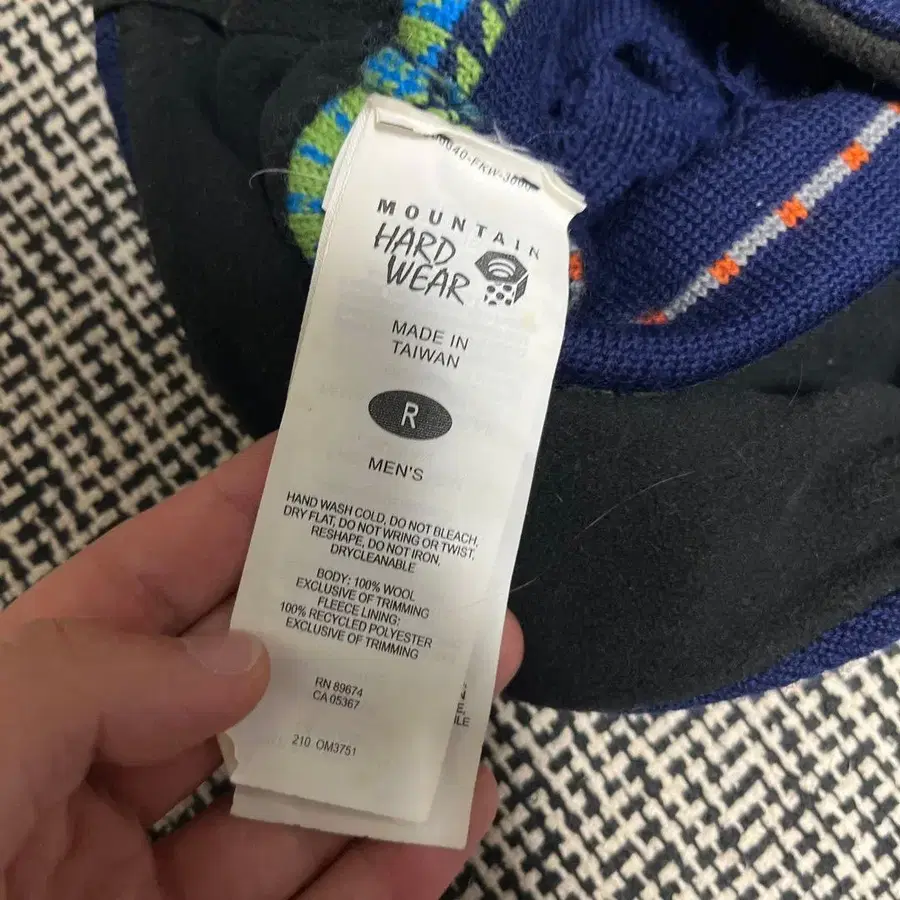 MOUNTAIN
HARD
WEAR
MADE IN
TAIWAN
R
MEN'S
HAND WASH COLD, DO NOT BLEACH,
DRY FLAT, DO NOT WRING OR TWIST,
RESHAPE, DO NOT IRON,
DRYCLEANABLE
BODY: 100% WOOL
EXCLUSIVE OF TRIMMING
FLEECE LINING:
100% RECYCLED POLYESTER
EXCLUSIVE OF TRIMMING
RN 89674
CA 05367
210 OM3751